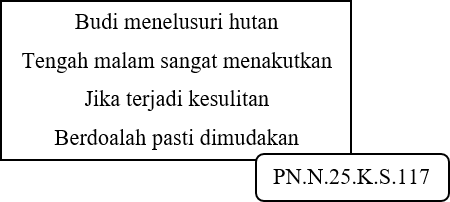 Budi menelusuri hutan
Tengah malam sangat menakutkan
Jika terjadi kesulitan
Berdoalah pasti dimudakan
PN.N.25.K.S.117